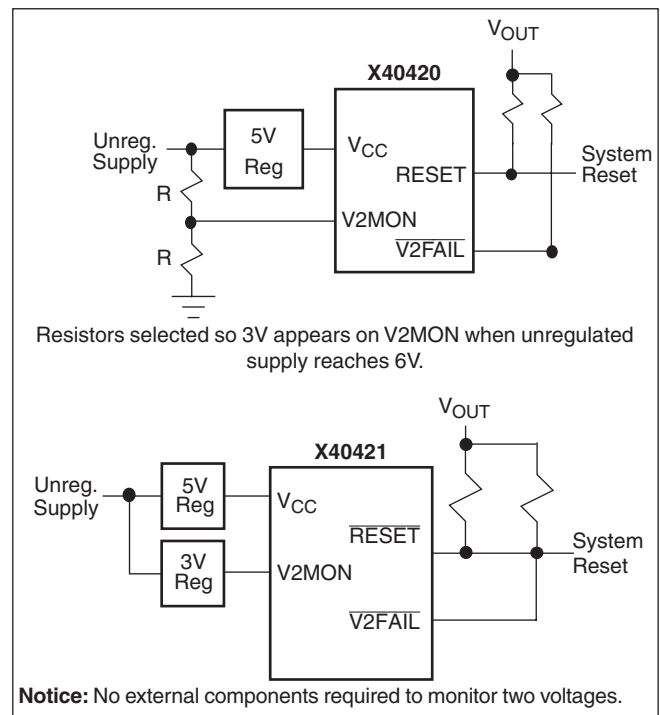 VOUT
X40420
Unreg.
Supply
5V
Reg
VCC
RESET
System
Reset
R
V2MON
V2FAIL
R
Resistors selected so 3V appears on V2MON when unregulated
supply reaches 6V.
VOUT
X40421
Unreg.
Supply
5V
Reg
VCC
RESET
System
Reset
3V
Reg
V2MON
V2FAIL
Notice: No external components required to monitor two voltages.